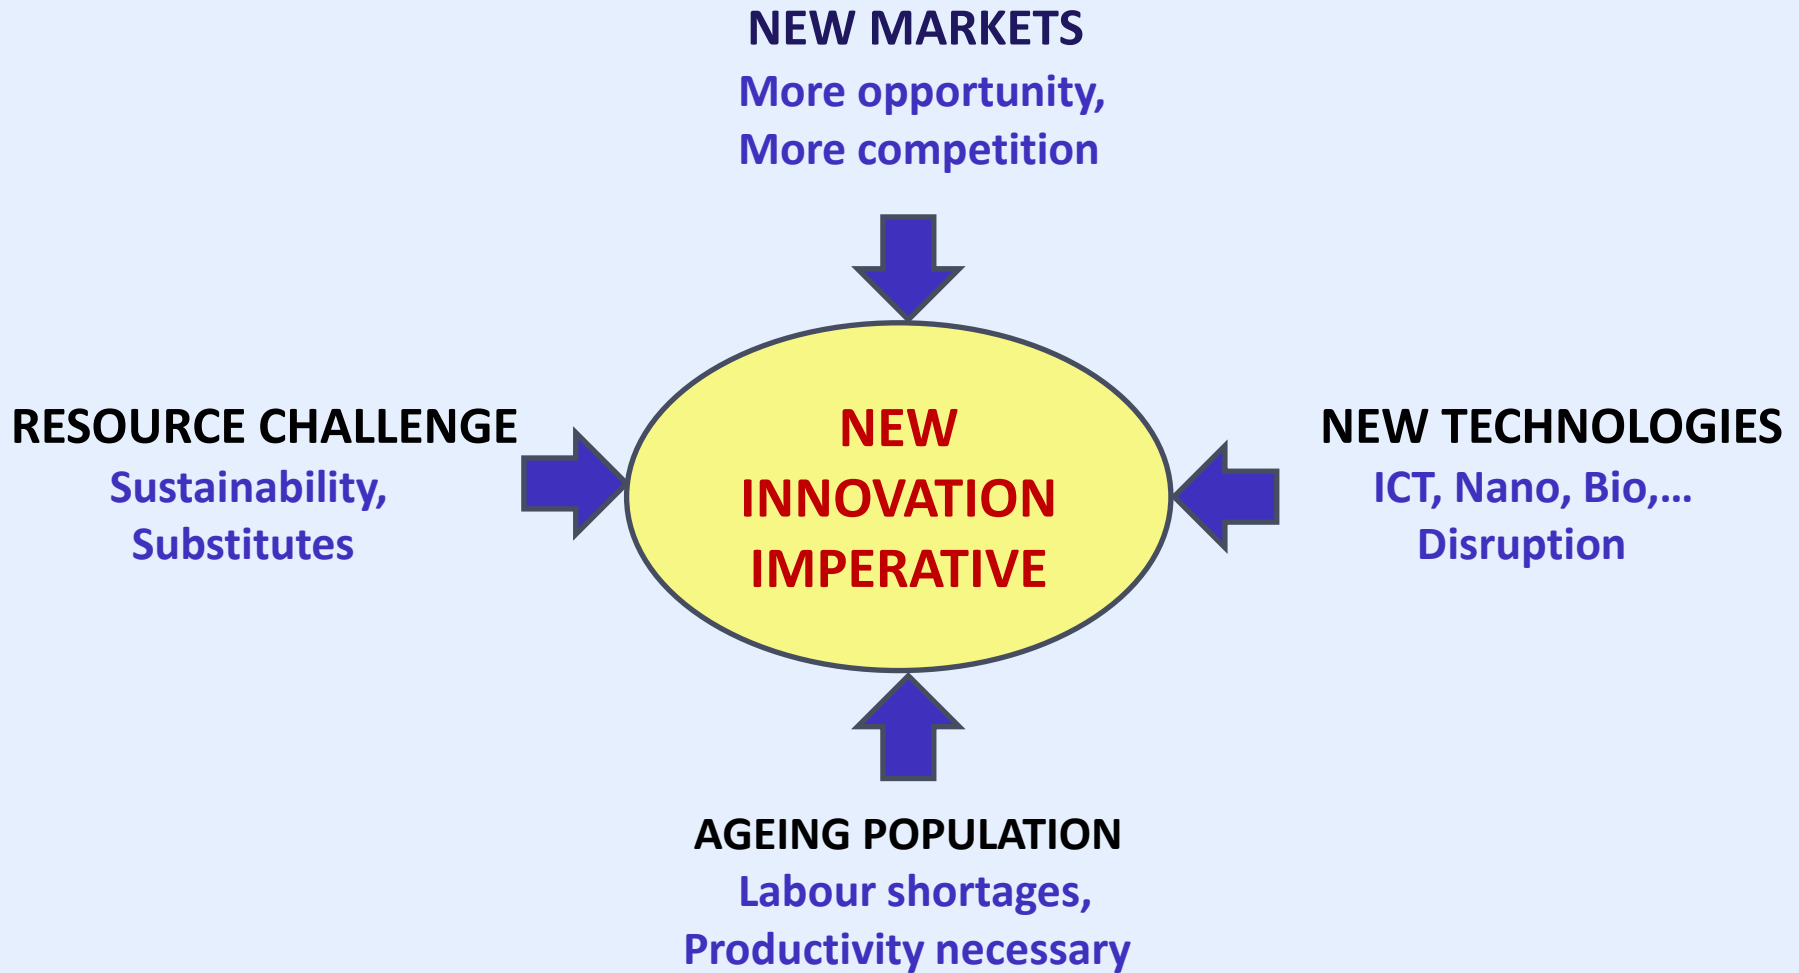 NEW MARKETS
More opportunity,
More competition
RESOURCE CHALLENGE
Sustainability,
Substitutes
NEW
INNOVATION
IMPERATIVE
NEW TECHNOLOGIES
ICT, Nano, Bio,...
Disruption
AGEING POPULATION
Labour shortages,
Productivity necessary